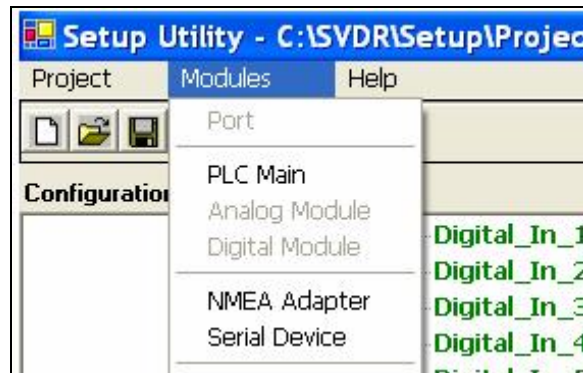 Setup Utility - C:\SVDR\Setup\Projec
Project Modules Help
Port
PLC Main
Configuration
Analog Module
Digital_In_1
Digital Module
Digital_In_2
NMEA Adapter
Digital_In_3
Serial Device
Digital_In_4